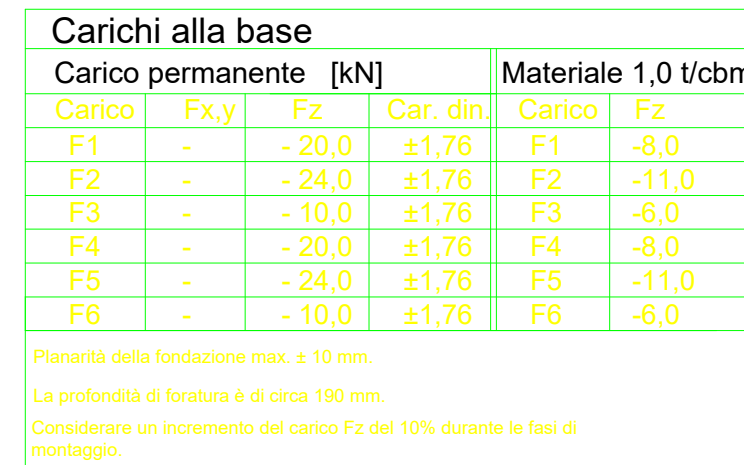 Carichi alla base
Carico permanente [kN] Materiale 1,0 t/cbm
Carico Fx,y Fz Car. din. Carico Fz
F1 - - 20,0 ±1,76 F1 -8,0
F2 - - 24,0 ±1,76 F2 -11,0
F3 - - 10,0 ±1,76 F3 -6,0
F4 - - 20,0 ±1,76 F4 -8,0
F5 - - 24,0 ±1,76 F5 -11,0
F6 - - 10,0 ±1,76 F6 -6,0
Planarità della fondazione max. ± 10 mm.
La profondità di foratura è di circa 190 mm.
Considerare un incremento del carico Fz del 10% durante le fasi di
montaggio.